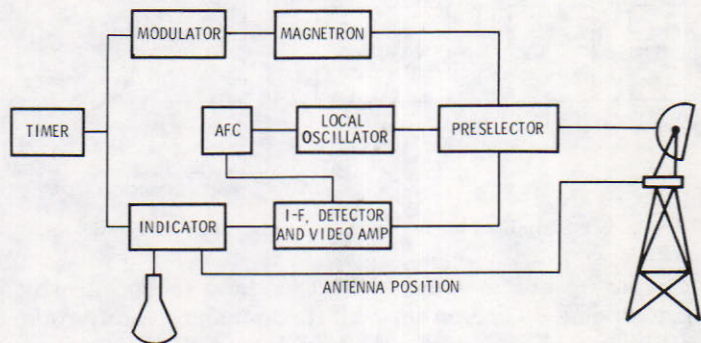 MODULATOR
MAGNETRON
TIMER
AFC
LOCAL
OSCILLATOR
PRESELECTOR
INDICATOR
I-F, DETECTOR
AND VIDEO AMP
ANTENNA POSITION